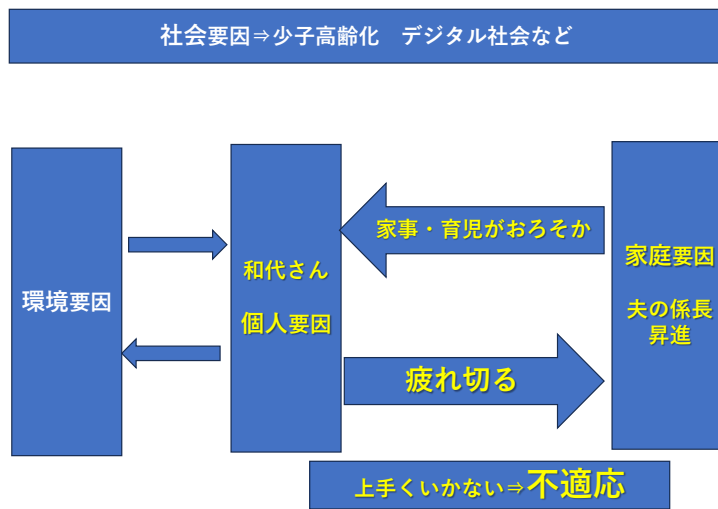 社会要因⇒少子高齢化　デジタル社会など
環境要因
和代さん
個人要因
家事・育児がおろそか
疲れ切る
家庭要因
夫の係長
昇進
上手くいかない⇒不適応